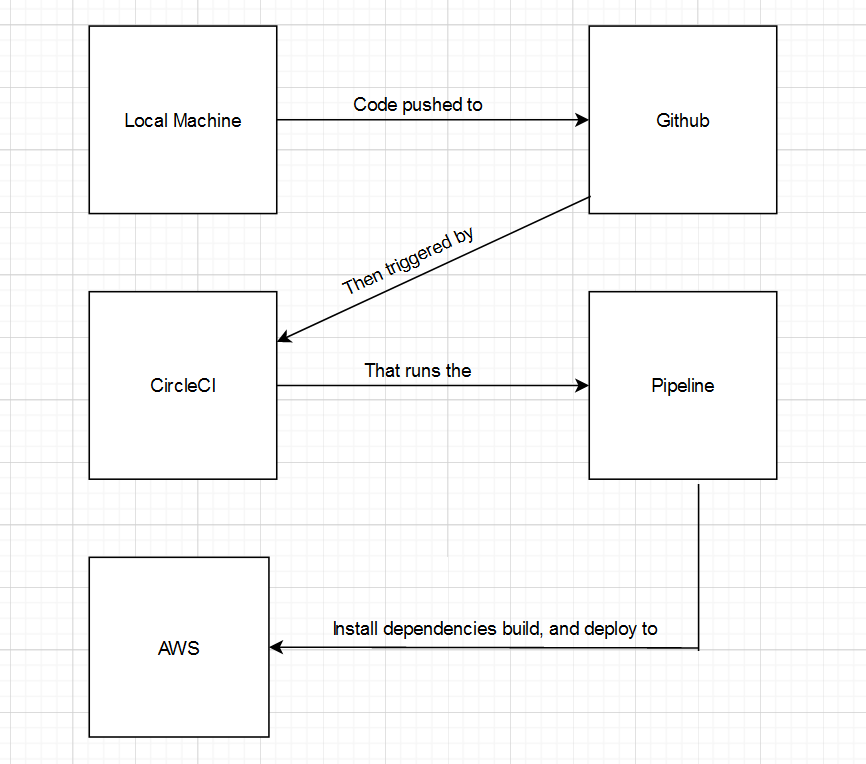 Local Machine
Code pushed to
Github
Then triggered by
CircleCI
That runs the
Pipeline
Install dependencies build, and deploy to
AWS